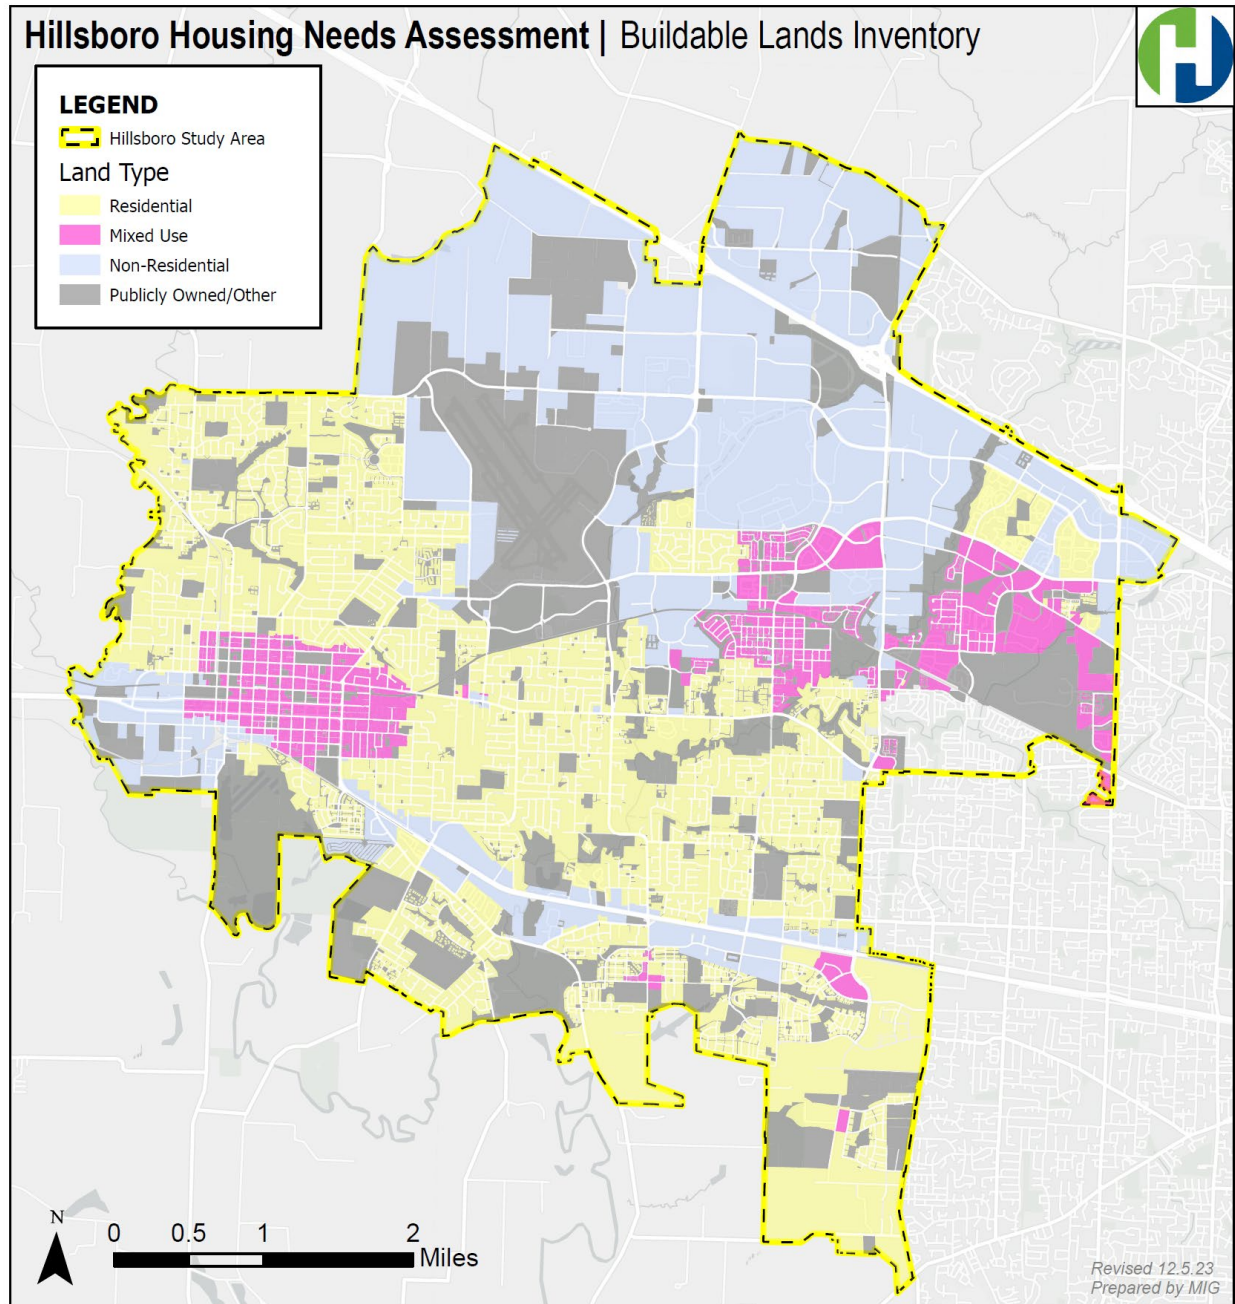 Hillsboro Housing Needs Assessment | Buildable Lands Inventory
LEGEND
Hillsboro Study Area
Land Type
Residential
Mixed Use
Non-Residential
Publicly Owned/Other
N
0 0.5 1 2
Miles
Revised 12.5.23
Prepared by MIG